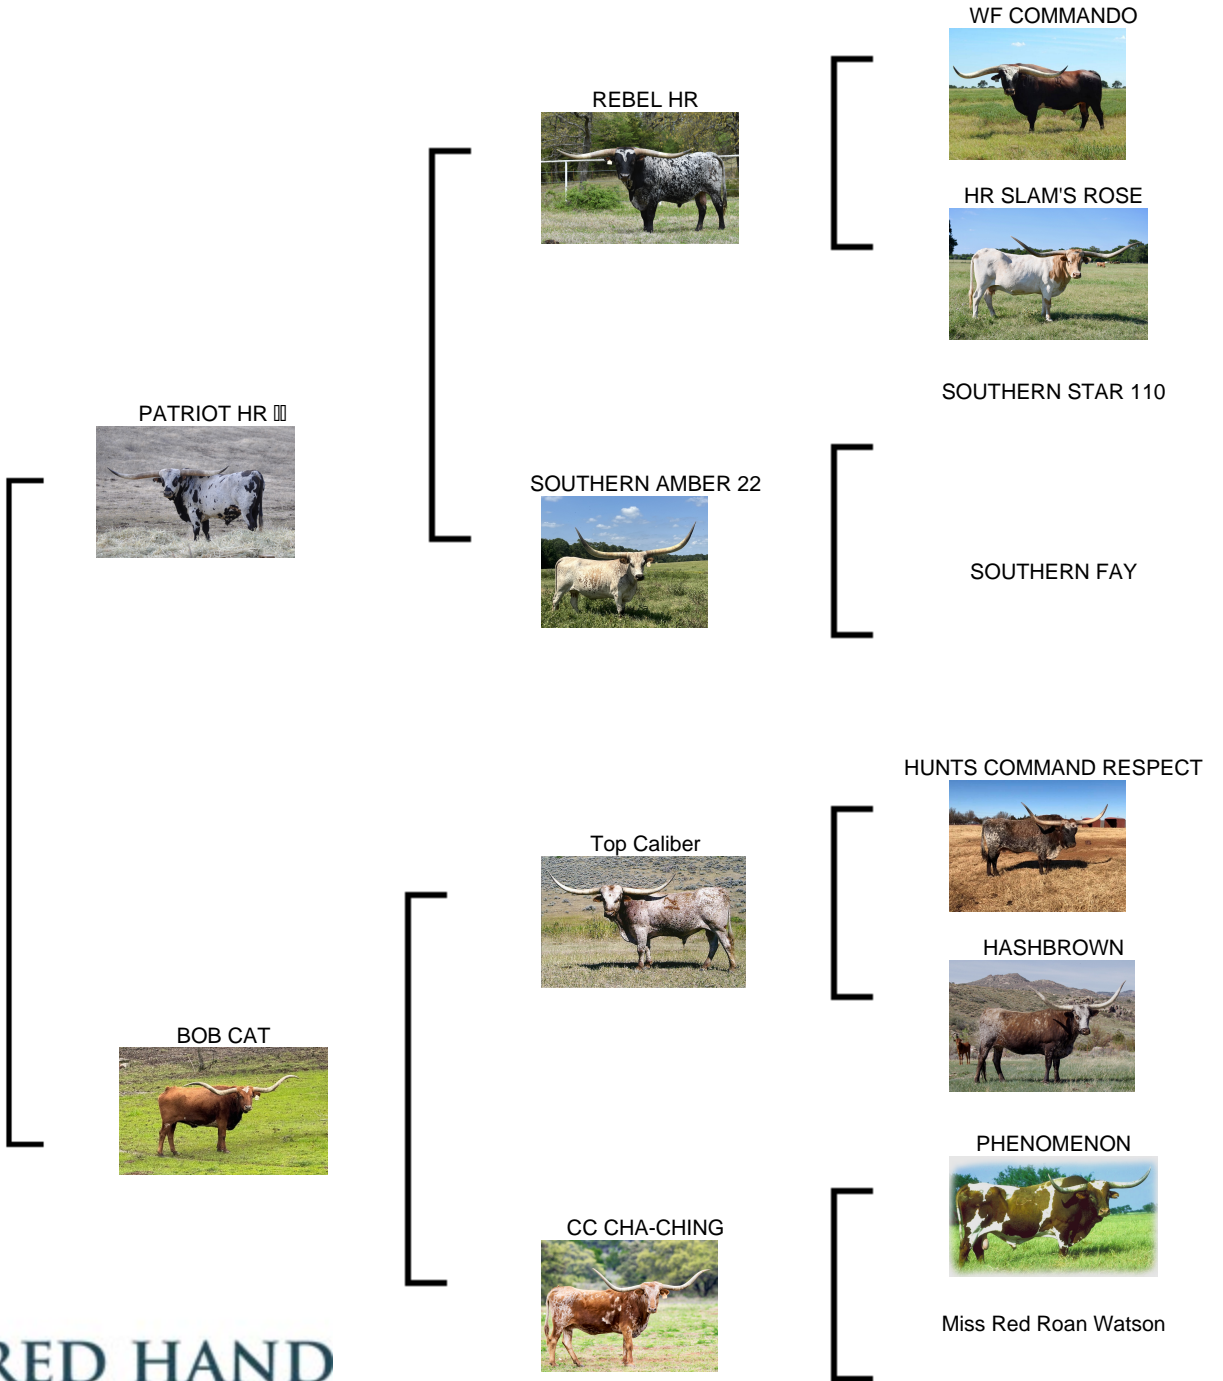 WF COMMANDO
REBEL HR
HR SLAM'S ROSE
SOUTHERN STAR 110
PATRIOT HR
SOUTHERN AMBER 22
SOUTHERN FAY
HUNTS COMMAND RESPECT
Top Caliber
HASHBROWN
BOB CAT
PHENOMENON
CC CHA-CHING
Miss Red Roan Watson
RED HAND